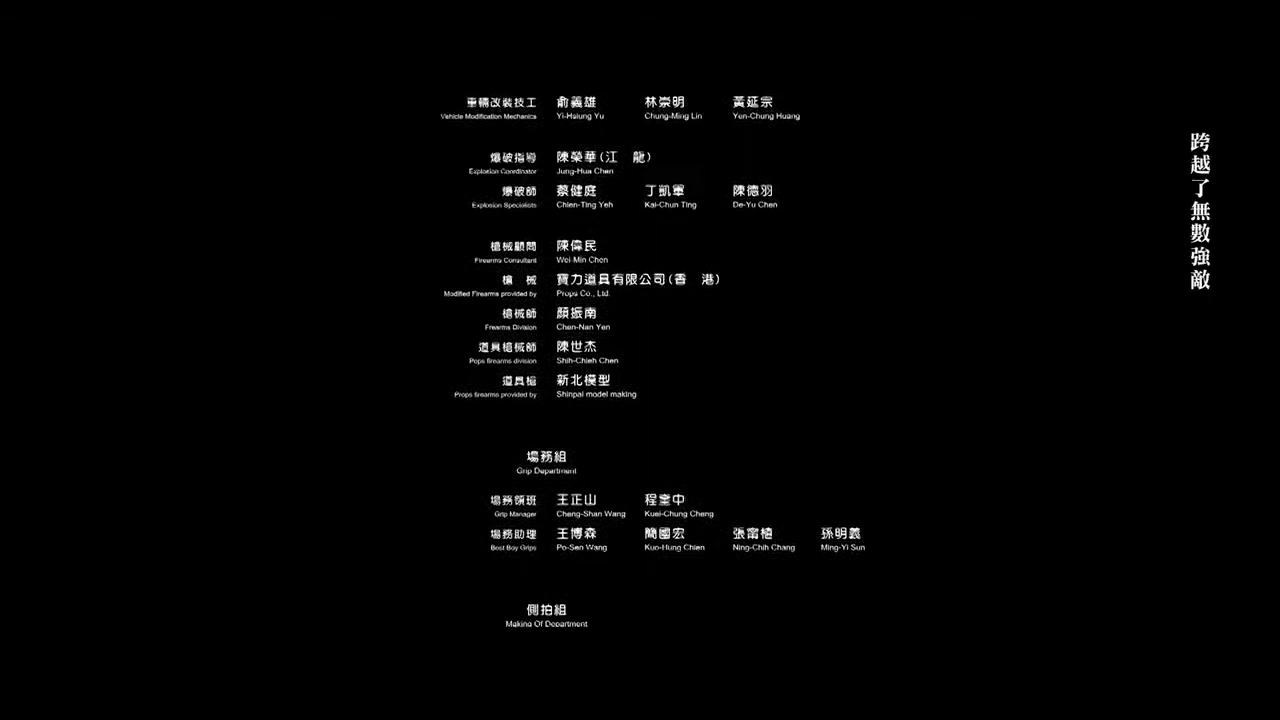 車輛改裝技工 俞義雄 林崇明 黃延宗
Vehicle Modification Mechanics Yi-Hsiung Yu Chung-Ming Lin Yen-Chung Huang
爆破指導 陳榮華(江 龍)
Explosion Coordinator Jung-Hua Chen
爆破師 蔡健庭 丁凱軍 陳德羽
Explosion Specialists Chien-Ting Yeh Kai-Chun Ting De-Yu Chen
槍械顧問 陳偉民
Firearms Consultant Wei-Min Chen
槍 械 寶力道具有限公司(香 港)
Modified Firearms provided by Props Co., Ltd.
槍械師 顏振南
Frearms Division Chen-Nan Yen
道具槍械師 陳世杰
Pops firearms division Shih-Chieh Chen
道具槍 新北模型
Props firearms provided by Shinpai model making
場務組
Grip Department
場務領班 王正山 程奎中
Grip Manager Cheng-Shan Wang Kuei-Chung Cheng
場務助理 王博森 簡國宏 張甯植 孫明義
Best Boy Grips Po-Sen Wang Kuo-Hung Chien Ning-Chih Chang Ming-Yi Sun
側拍組
Making Of Department
跨越了無數強敵